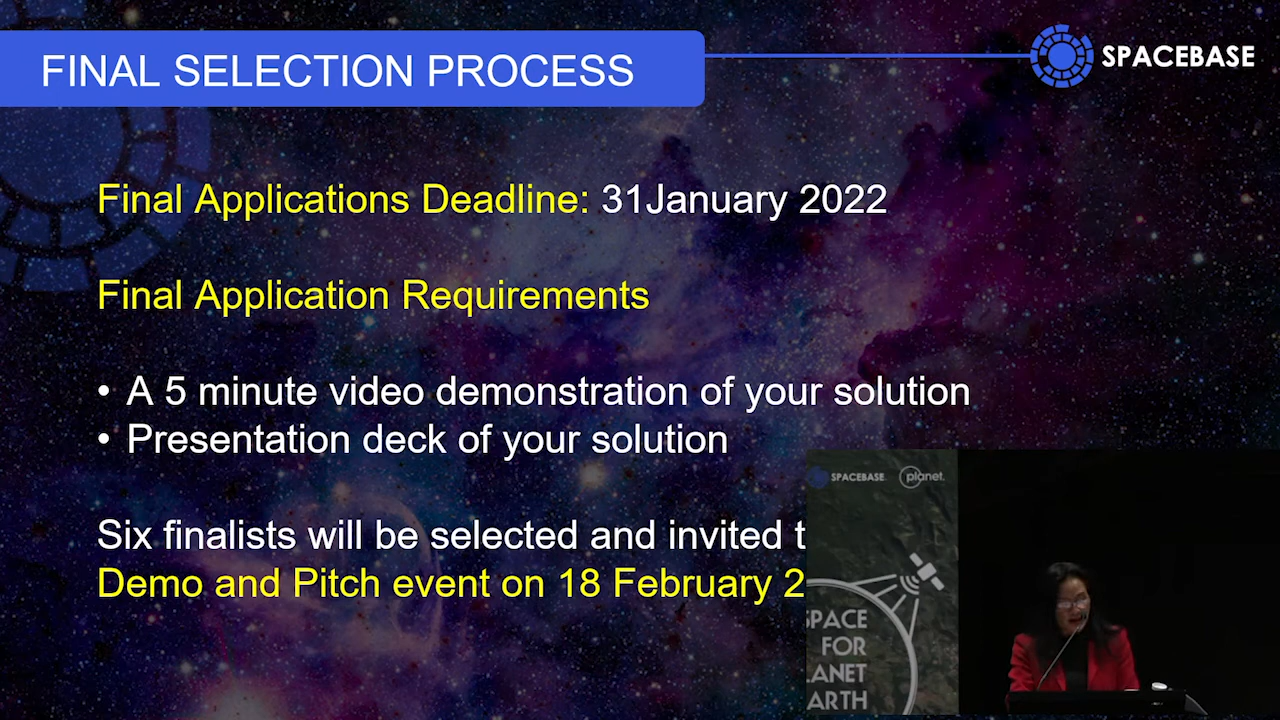 FINAL SELECTION PROCESS
SPACEBASE
Final Applications Deadline: 31January 2022
Final Application Requirements
• A 5 minute video demonstration of your solution
• Presentation deck of your solution
Six finalists will be selected and invited t
Demo and Pitch event on 18 February 2
SPACEBASE planet.
SPACE
FOR
LANET
ARTH